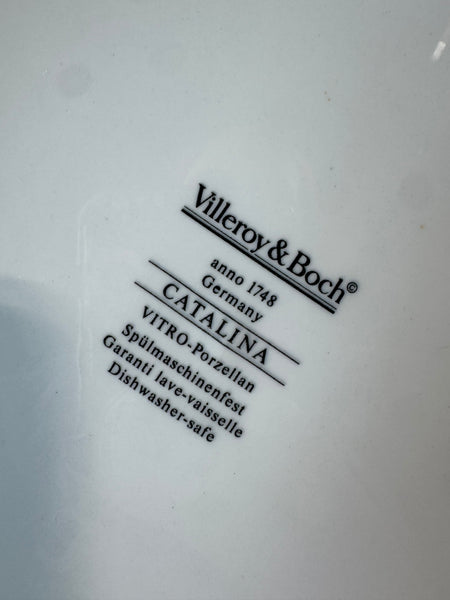 Villeroy & Boch©
anno 1748
Germany
CATALINA
VITRO-Porzellan
Spülmaschinenfest
Garanti lave-vaisselle
Dishwasher-safe